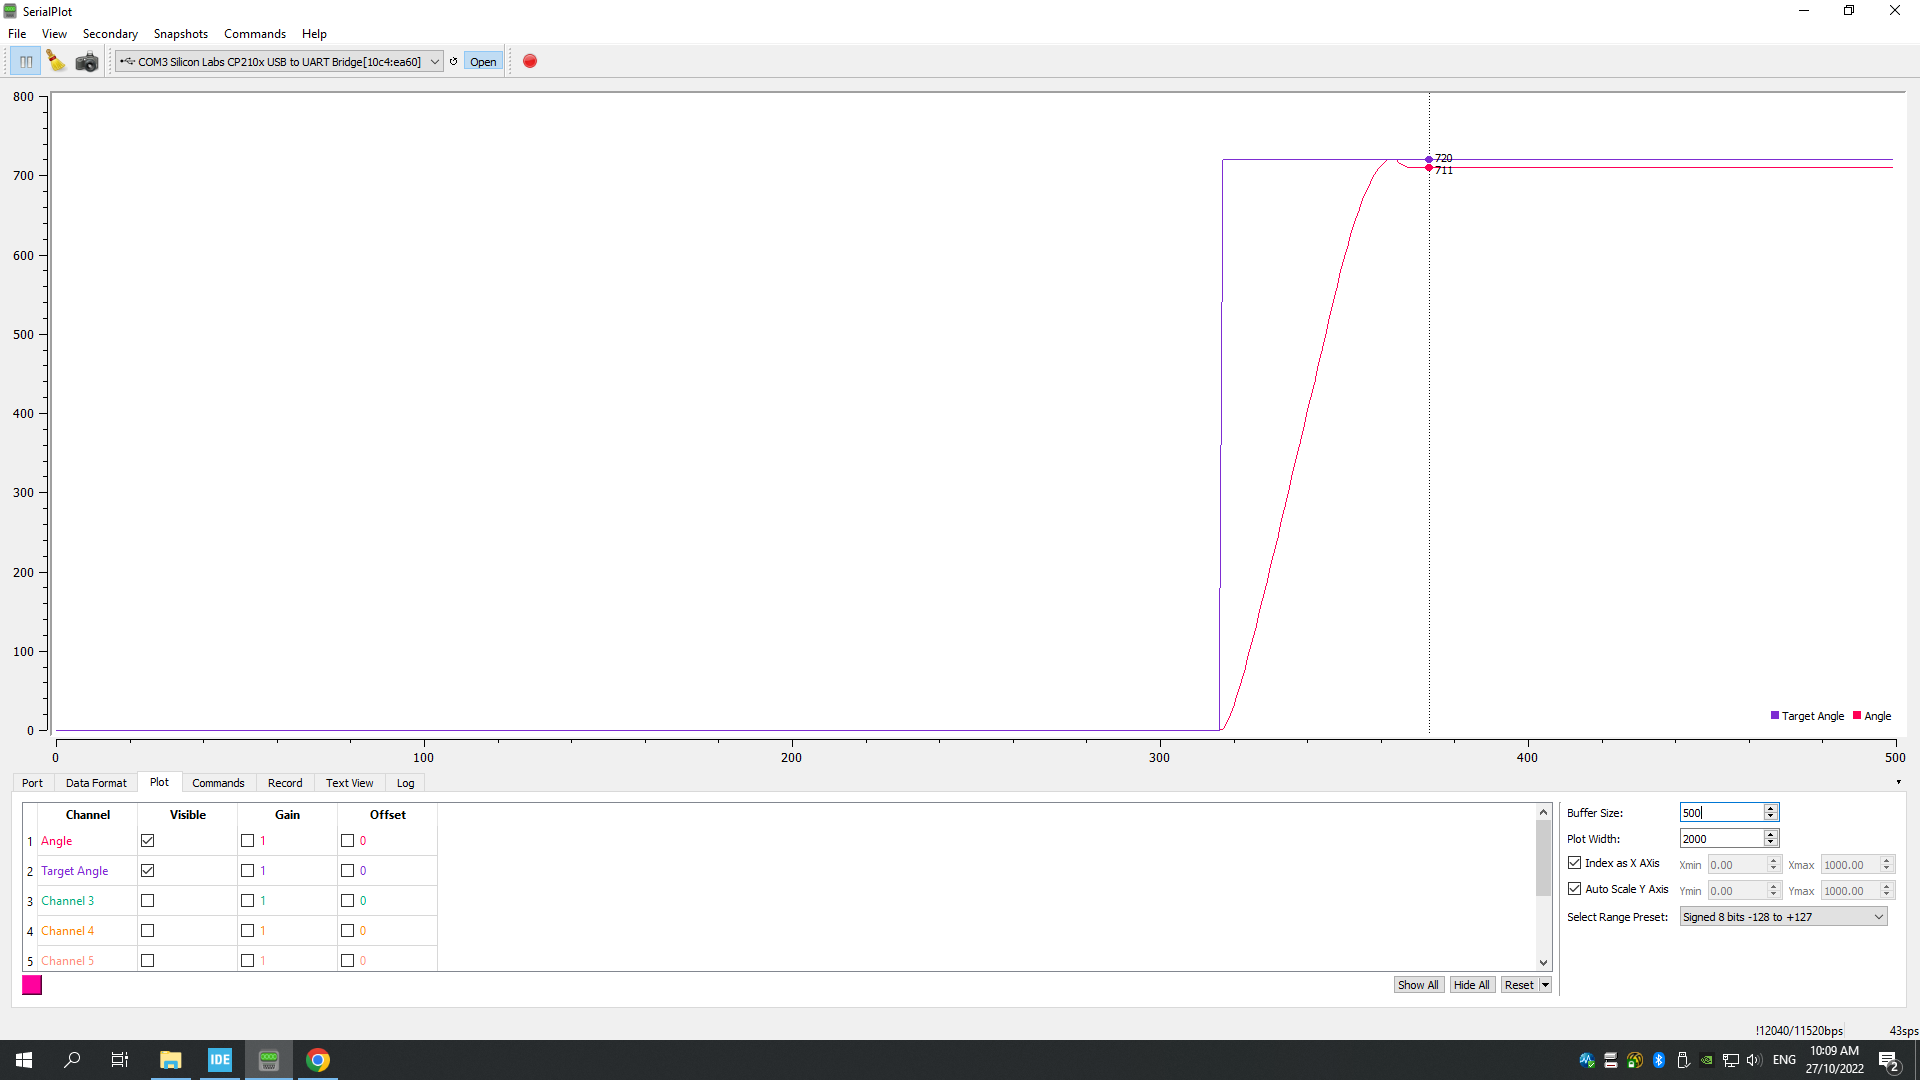 SerialPlot
File View Secondary Snapshots Commands Help
COM3 Silicon Labs CP210x USB to UART Bridge[10c4:ea60] Open
800
700
600
500
400
300
200
100
0
720
711
Target Angle Angle
0 100 200 300 400 500
Port Data Format Plot Commands Record Text View Log
Channel Visible Gain Offset
1 Angle 1 0
2 Target Angle 1 0
3 Channel 3 1 0
4 Channel 4 1 0
5 Channel 5 1 0
Show All Hide All Reset
Buffer Size: 500
Plot Width: 2000
Index as X AXis Xmin 0.00 Xmax 1000.00
Auto Scale Y Axis Ymin 0.00 Ymax 1000.00
Select Range Preset: Signed 8 bits -128 to +127
!12040/11520bps 43sps
IDE
ENG
10:09 AM
27/10/2022
2